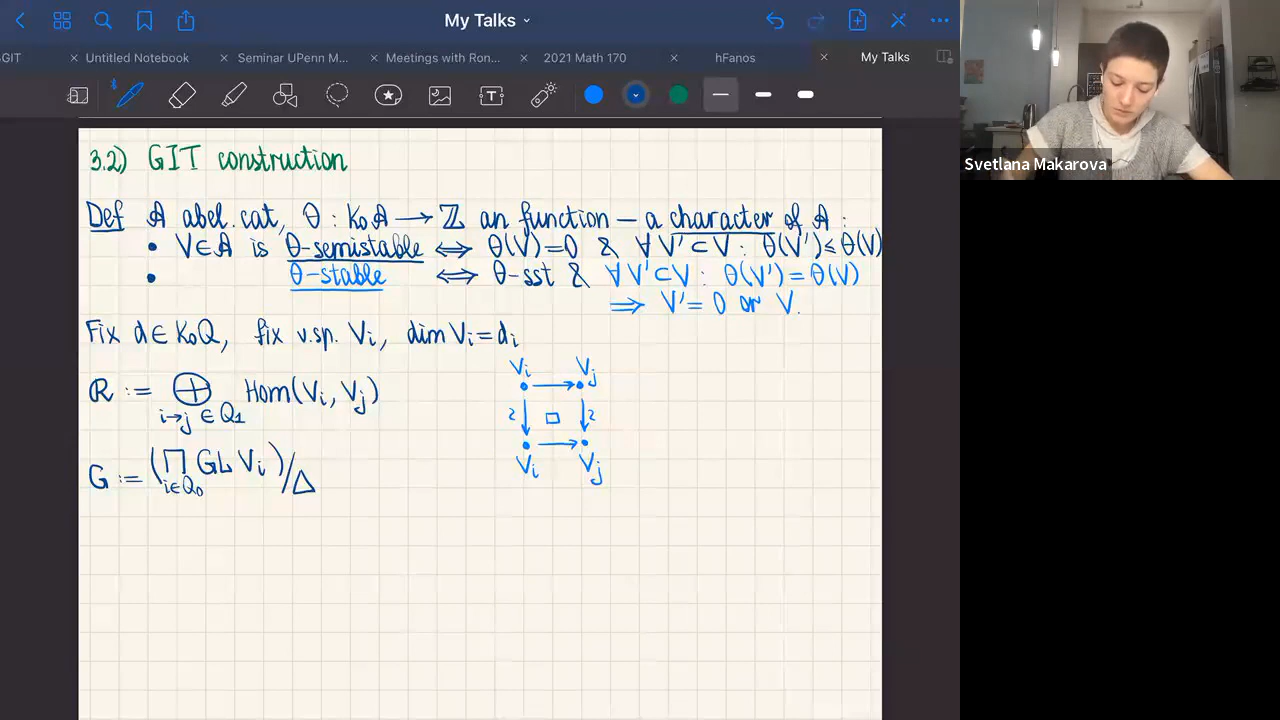 My Talks
GIT
Untitled Notebook
Seminar UPenn M...
Meetings with Ron...
2021 Math 170
hFanos
My Talks
Svetlana Makarova
3.2) GIT construction
Def A abel. cat, θ : K₀A → ℤ an function – a character of A :
• V ∈ A is θ-semistable ⟺ θ(V)=0 & ∀ V' ⊂ V : θ(V') ≤ θ(V)
• θ-stable ⟺ θ-sst & ∀ V' ⊂ V : θ(V') = θ(V)
⟹ V' = 0 or V.
Fix d ∈ K₀Q, fix v.sp. Vᵢ, dim Vᵢ = dᵢ
R := ⊕ Hom(Vᵢ, Vⱼ)
i→j ∈ Q₁
Vᵢ Vⱼ
2 □ 2
Vᵢ Vⱼ
G := (∏ GL Vᵢ)/Δ
i∈Q₀